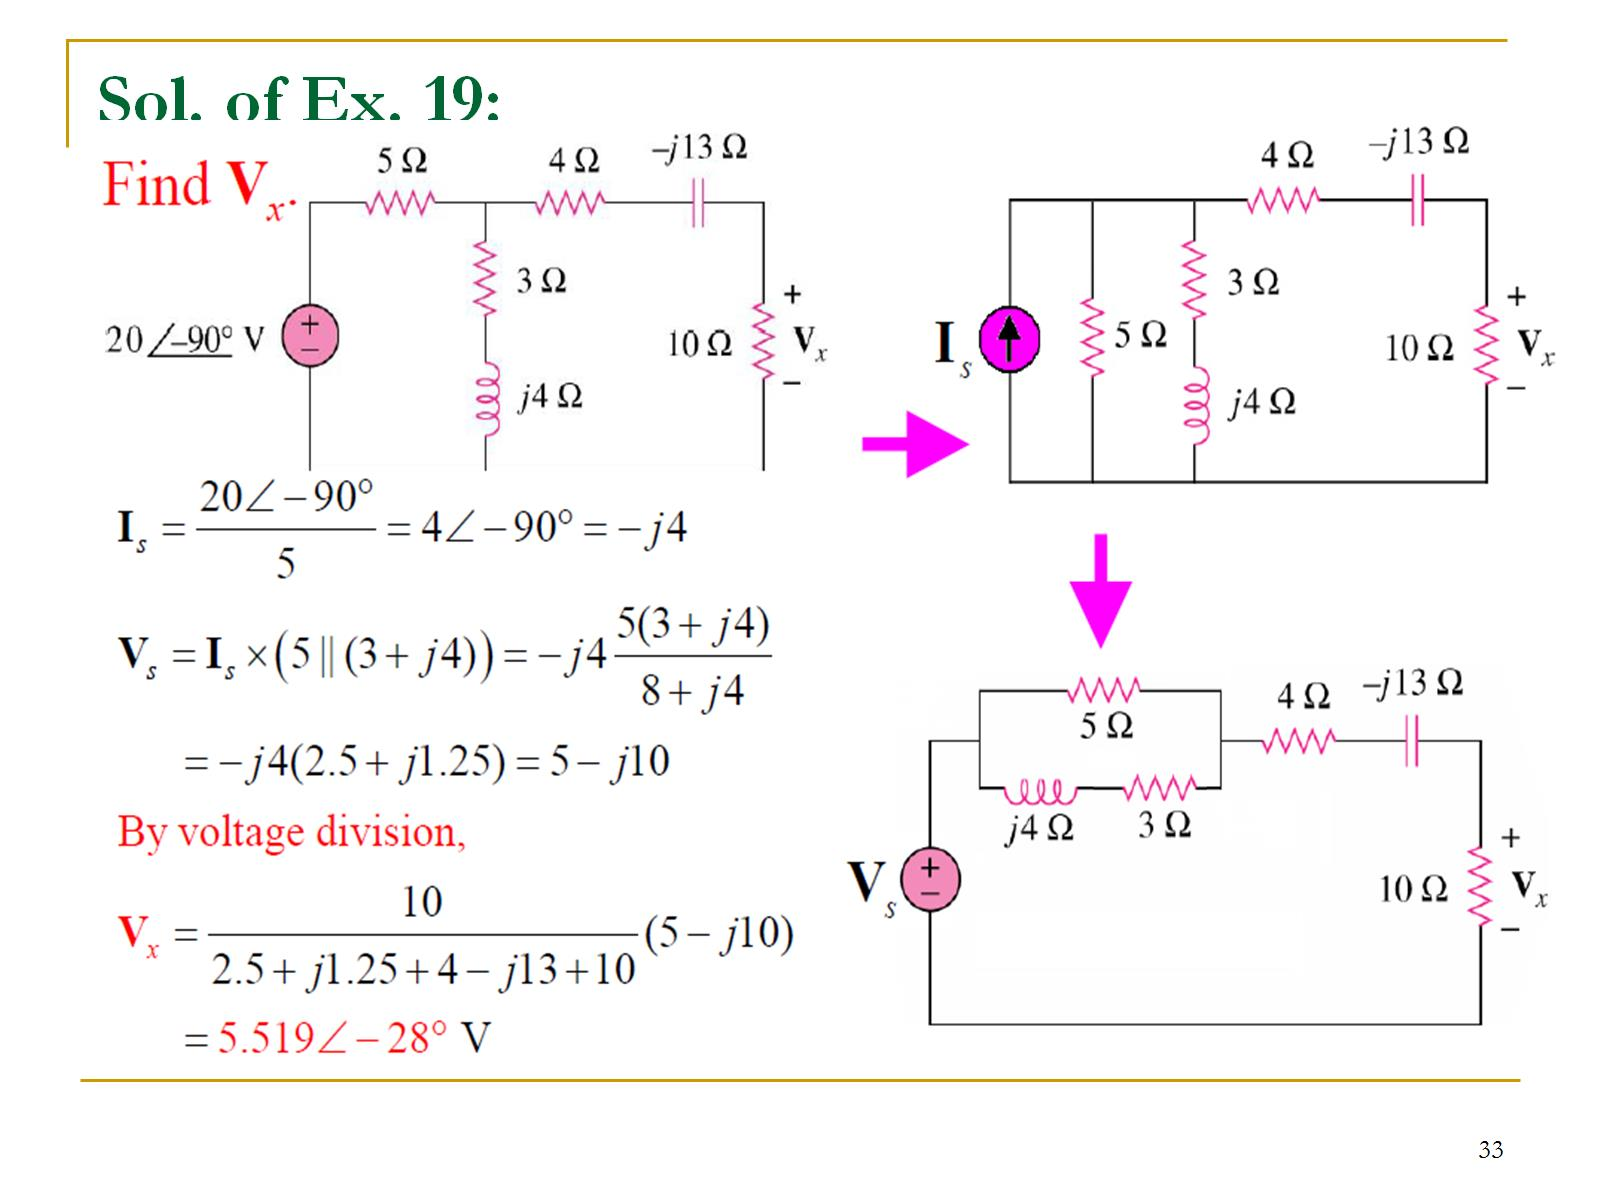 Sol. of Ex. 19:
Find Vx.
5 Ω
4 Ω
–j13 Ω
3 Ω
j4 Ω
20 ∠–90° V
+
–
10 Ω
+
Vx
–
4 Ω
–j13 Ω
Is
5 Ω
3 Ω
j4 Ω
10 Ω
+
Vx
–
Is = 20∠–90° / 5 = 4∠–90° = –j4
Vs = Is × (5 || (3 + j4)) = –j4 5(3 + j4) / 8 + j4
= –j4(2.5 + j1.25) = 5 – j10
By voltage division,
Vx = 10 / 2.5 + j1.25 + 4 – j13 + 10 (5 – j10)
= 5.519∠–28° V
5 Ω
j4 Ω
3 Ω
4 Ω
–j13 Ω
Vs
+
–
10 Ω
+
Vx
–
33